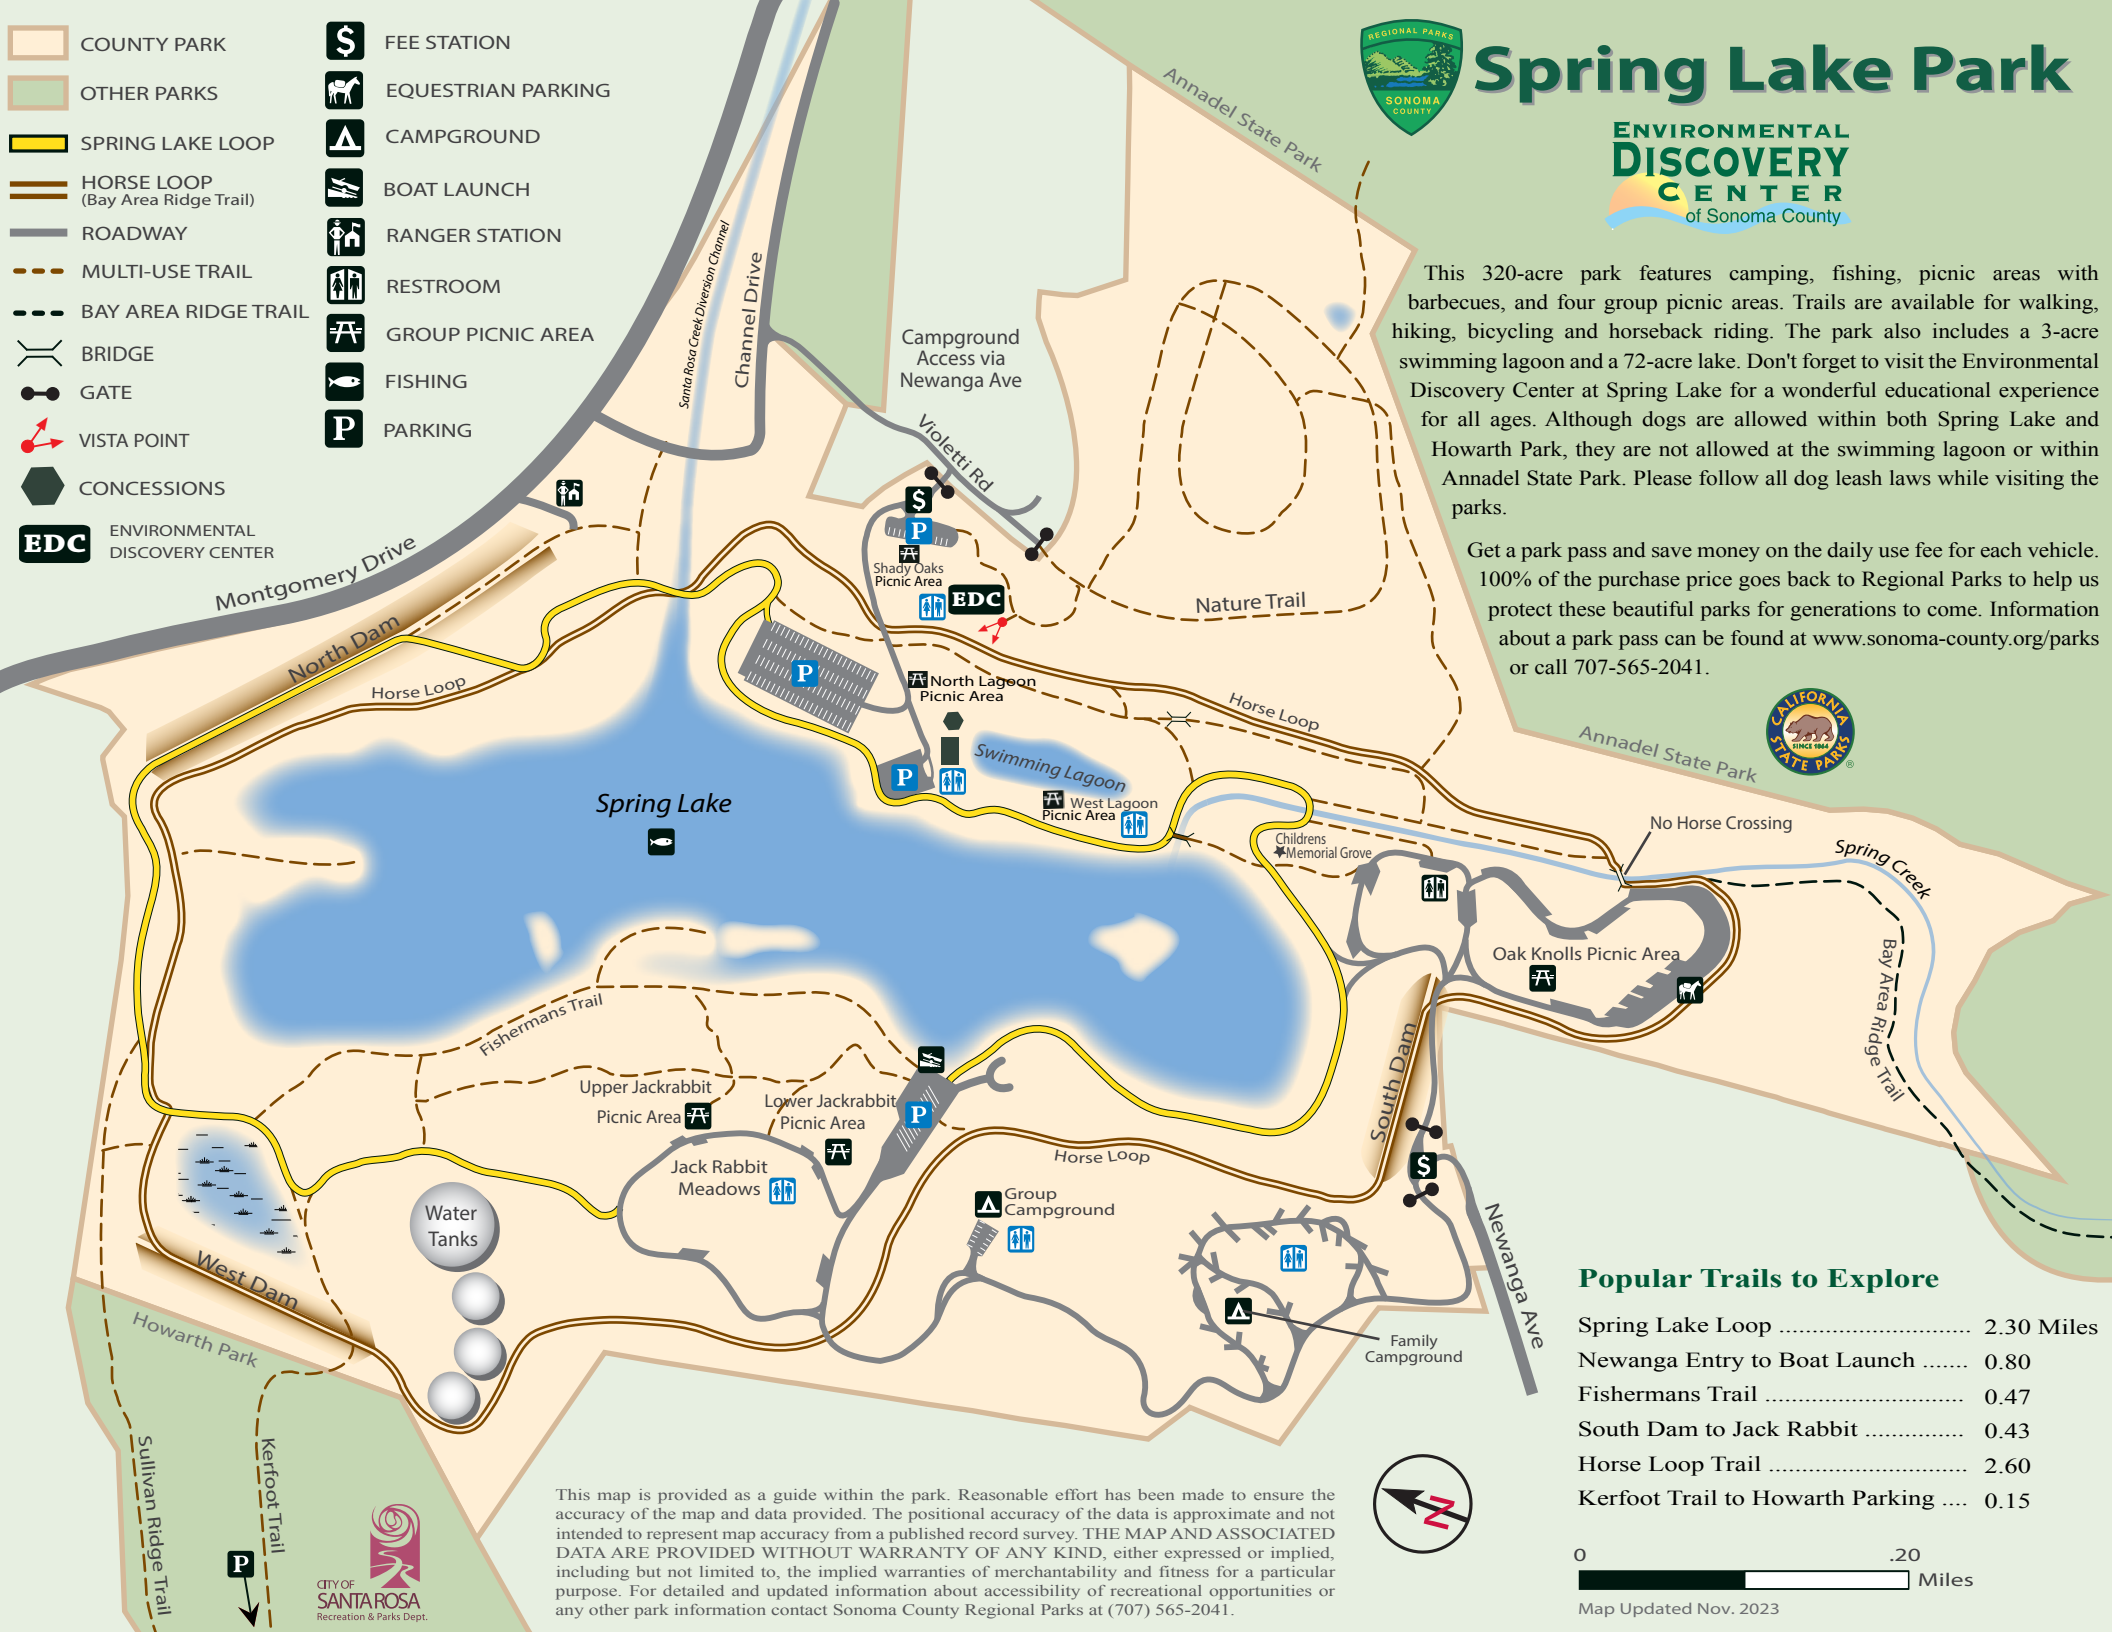 COUNTY PARK
OTHER PARKS
SPRING LAKE LOOP
HORSE LOOP
(Bay Area Ridge Trail)
ROADWAY
MULTI-USE TRAIL
BAY AREA RIDGE TRAIL
BRIDGE
GATE
VISTA POINT
CONCESSIONS
EDC
ENVIRONMENTAL
DISCOVERY CENTER
$
FEE STATION
EQUESTRIAN PARKING
CAMPGROUND
BOAT LAUNCH
RANGER STATION
RESTROOM
GROUP PICNIC AREA
FISHING
P
PARKING
REGIONAL PARKS
SONOMA
COUNTY
Spring Lake Park
ENVIRONMENTAL
DISCOVERY
CENTER
of Sonoma County
This 320-acre park features camping, fishing, picnic areas with
barbecues, and four group picnic areas. Trails are available for walking,
hiking, bicycling and horseback riding. The park also includes a 3-acre
swimming lagoon and a 72-acre lake. Don't forget to visit the Environmental
Discovery Center at Spring Lake for a wonderful educational experience
for all ages. Although dogs are allowed within both Spring Lake and
Howarth Park, they are not allowed at the swimming lagoon or within
Annadel State Park. Please follow all dog leash laws while visiting the
parks.
Get a park pass and save money on the daily use fee for each vehicle.
100% of the purchase price goes back to Regional Parks to help us
protect these beautiful parks for generations to come. Information
about a park pass can be found at www.sonoma-county.org/parks
or call 707-565-2041.
CALIFORNIA
SINCE 1864
STATE PARKS
®
Annadel State Park
Santa Rosa Creek Diversion Channel
Channel Drive
Campground
Access via
Newanga Ave
Violetti Rd
Montgomery Drive
$
P
Shady Oaks
Picnic Area
EDC
Nature Trail
North Dam
Horse Loop
P
North Lagoon
Picnic Area
Horse Loop
Annadel State Park
Swimming Lagoon
P
Spring Lake
West Lagoon
Picnic Area
Childrens
Memorial Grove
No Horse Crossing
Spring Creek
Oak Knolls Picnic Area
Bay Area Ridge Trail
Fishermans Trail
Upper Jackrabbit
Picnic Area
Lower Jackrabbit
Picnic Area
P
South Dam
Jack Rabbit
Meadows
Horse Loop
$
Group
Campground
Water
Tanks
West Dam
Newanga Ave
Howarth Park
Family
Campground
Sullivan Ridge Trail
Kerfoot Trail
P
CITY OF
SANTA ROSA
Recreation & Parks Dept.
This map is provided as a guide within the park. Reasonable effort has been made to ensure the
accuracy of the map and data provided. The positional accuracy of the data is approximate and not
intended to represent map accuracy from a published record survey. THE MAP AND ASSOCIATED
DATA ARE PROVIDED WITHOUT WARRANTY OF ANY KIND, either expressed or implied,
including but not limited to, the implied warranties of merchantability and fitness for a particular
purpose. For detailed and updated information about accessibility of recreational opportunities or
any other park information contact Sonoma County Regional Parks at (707) 565-2041.
N
Popular Trails to Explore
Spring Lake Loop ............................. 2.30 Miles
Newanga Entry to Boat Launch ....... 0.80
Fishermans Trail .............................. 0.47
South Dam to Jack Rabbit ............... 0.43
Horse Loop Trail .............................. 2.60
Kerfoot Trail to Howarth Parking .... 0.15
0 .20
Miles
Map Updated Nov. 2023